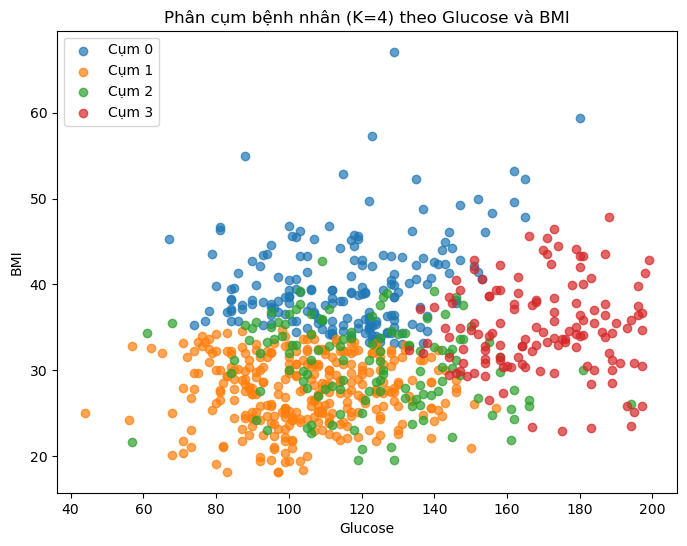 Phân cụm bệnh nhân (K=4) theo Glucose và BMI
Cụm 0
Cụm 1
Cụm 2
Cụm 3
60
50
40
30
20
BMI
40
60
80
100
120
140
160
180
200
Glucose